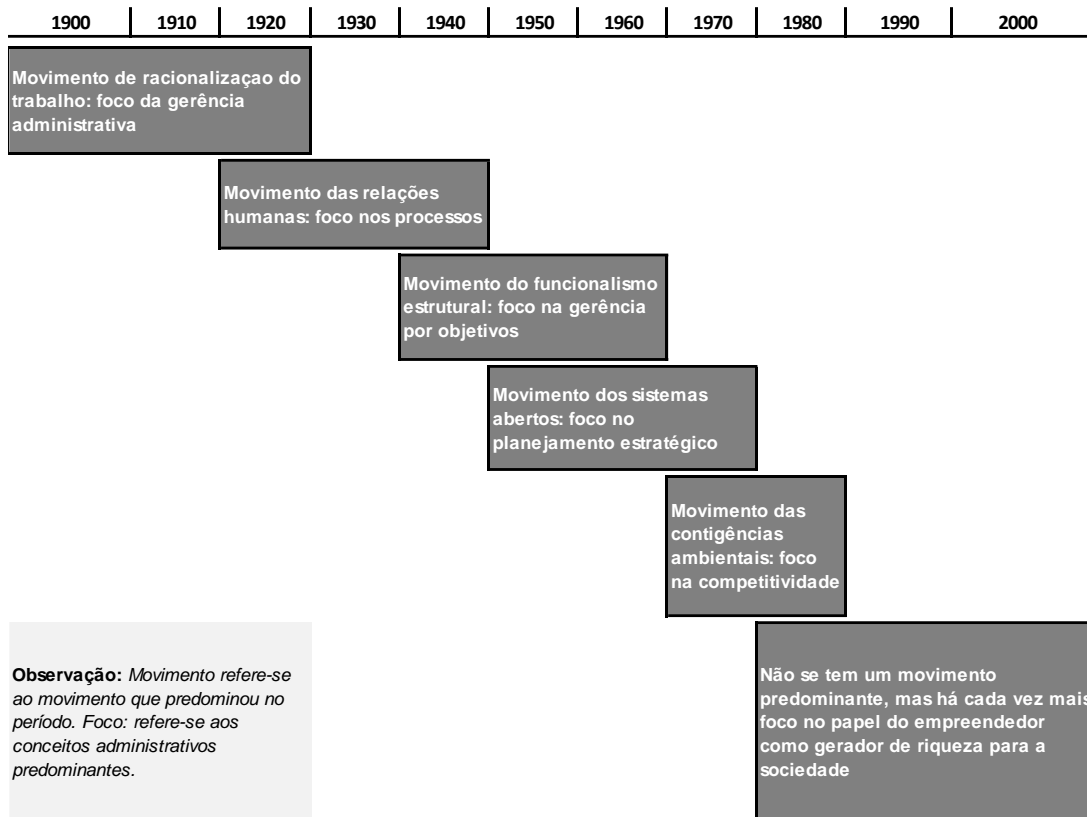 1900 1910 1920 1930 1940 1950 1960 1970 1980 1990 2000
Movimento de racionalizaçao do
trabalho: foco da gerência
administrativa
Movimento das relações
humanas: foco nos processos
Movimento do funcionalismo
estrutural: foco na gerência
por objetivos
Movimento dos sistemas
abertos: foco no
planejamento estratégico
Movimento das
contigências
ambientais: foco
na competitividade
Observação: Movimento refere-se
ao movimento que predominou no
período. Foco: refere-se aos
conceitos administrativos
predominantes.
Não se tem um movimento
predominante, mas há cada vez mais
foco no papel do empreendedor
como gerador de riqueza para a
sociedade